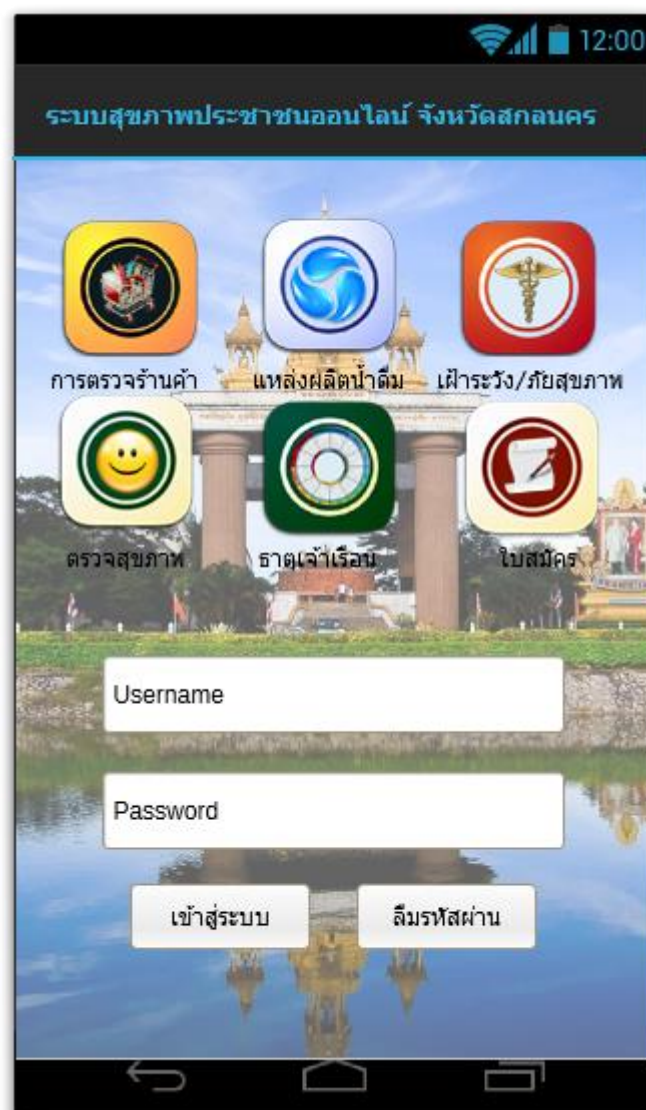 12:00
ระบบสุขภาพประชาชนออนไลน์ จังหวัดสกลนคร
การตรวจร้านค้า แหล่งผลิตน้ำดื่ม เฝ้าระวัง/ภัยสุขภาพ
ตรวจสุขภาพ ธาตุเจ้าเรือน ใบสมัคร
Username
Password
เข้าสู่ระบบ ลืมรหัสผ่าน